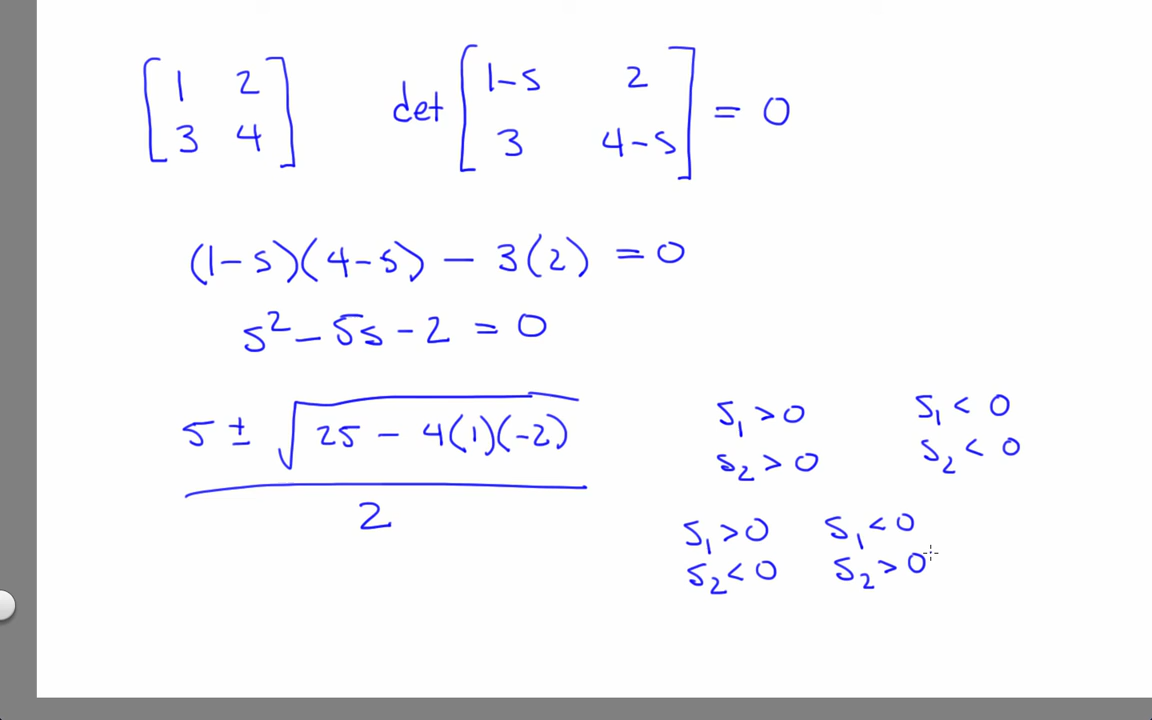 [1 2
3 4] det [1-s 2
3 4-s] = 0
(1-s)(4-s) - 3(2) = 0
s² - 5s - 2 = 0
5 ± √25 - 4(1)(-2)
2
s₁ > 0
s₂ > 0
s₁ < 0
s₂ < 0
s₁ > 0
s₂ < 0
s₁ < 0
s₂ > 0